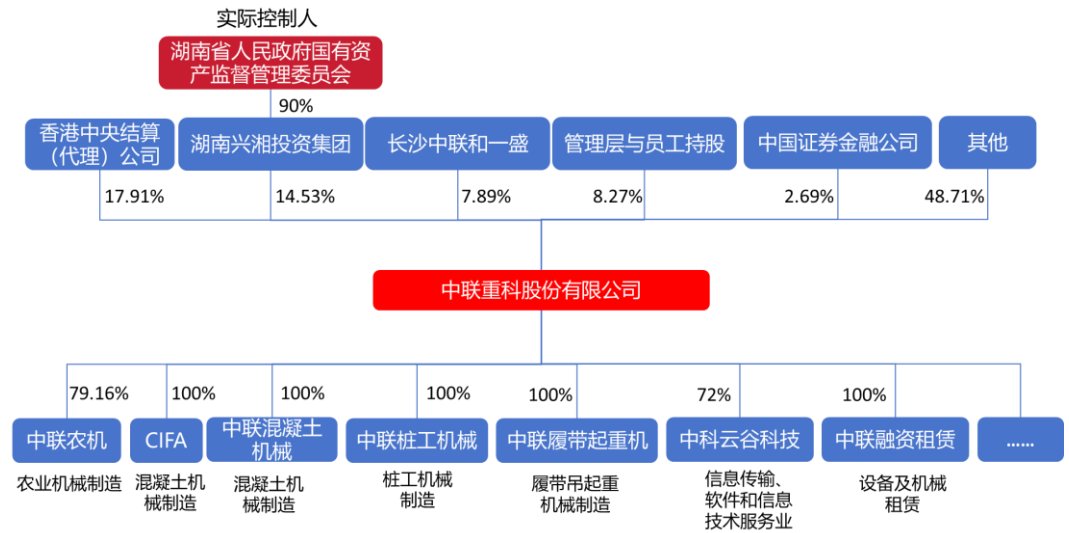 实际控制人
湖南省人民政府国有资
产监督管理委员会
90%
香港中央结算
（代理）公司
湖南兴湘投资集团
长沙中联和一盛
管理层与员工持股
中国证券金融公司
其他
17.91%
14.53%
7.89%
8.27%
2.69%
48.71%
中联重科股份有限公司
79.16%
100%
100%
100%
100%
72%
100%
中联农机
CIFA
中联混凝土
机械
中联桩工机械
中联履带起重机
中科云谷科技
中联融资租赁
......
农业机械制造
混凝土机
械制造
混凝土机
械制造
桩工机械
制造
履带吊起重
机械制造
信息传输、
软件和信息
技术服务业
设备及机械
租赁